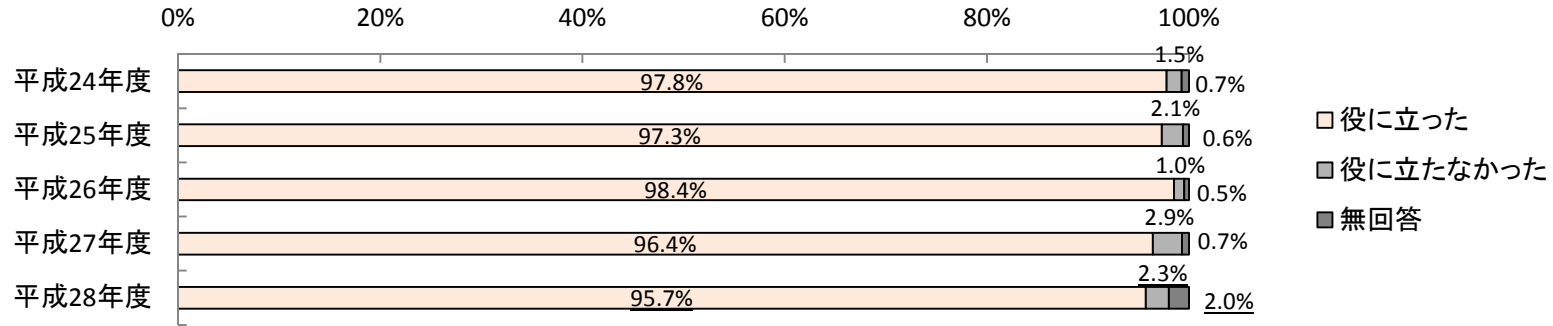 0% 20% 40% 60% 80% 100%
1.5%
平成24年度 97.8% 0.7%
2.1%
平成25年度 97.3% 0.6%
1.0%
平成26年度 98.4% 0.5%
2.9%
平成27年度 96.4% 0.7%
2.3%
平成28年度 95.7% 2.0%
役に立った
役に立たなかった
無回答